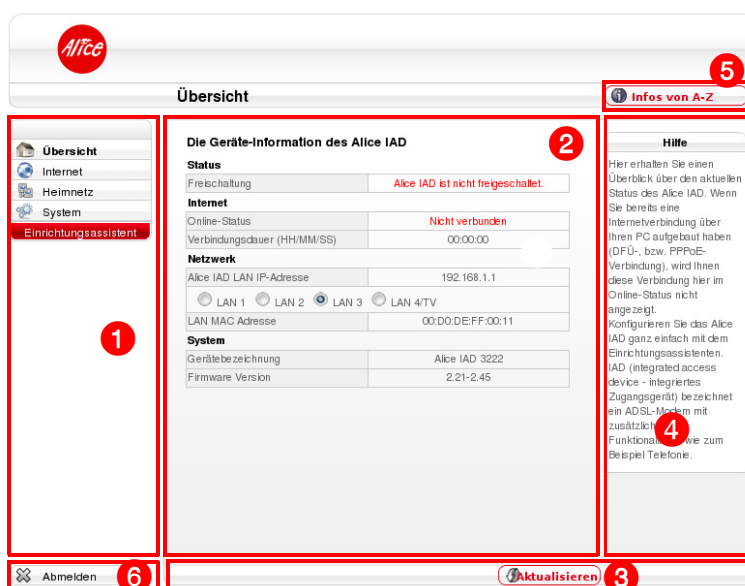 Alice
Übersicht
5
Infos von A-Z
Übersicht
Internet
Heimnetz
System
Einrichtungsassistent
1
Die Geräte-Information des Alice IAD
2
Status
Freischaltung Alice IAD ist nicht freigeschaltet.
Internet
Online-Status Nicht verbunden
Verbindungsdauer (HH/MM/SS) 00:00:00
Netzwerk
Alice IAD LAN IP-Adresse 192.168.1.1
LAN 1 LAN 2 LAN 3 LAN 4/TV
LAN MAC Adresse 00:D0:DE:FF:00:11
System
Gerätebezeichnung Alice IAD 3222
Firmware Version 2.21-2.45
Hilfe
Hier erhalten Sie einen
Überblick über den aktuellen
Status des Alice IAD. Wenn
Sie bereits eine
Internetverbindung über
Ihren PC aufgebaut haben
(DFÜ-, bzw. PPPoE-
Verbindung), wird Ihnen
diese Verbindung hier im
Online-Status nicht
angezeigt.
Konfigurieren Sie das Alice
IAD ganz einfach mit dem
Einrichtungsassistenten.
IAD (integrated access
device - integriertes
Zugangsgerät) bezeichnet
ein ADSL-Modem mit
zusätzlich
4
wie zum
Beispiel Telefonie.
Abmelden
6
Aktualisieren
3